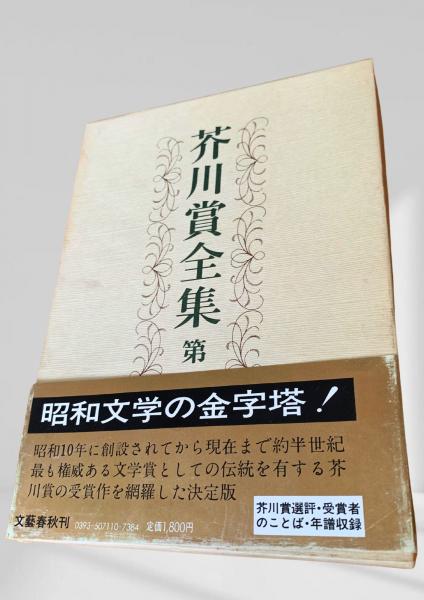 芥川賞全集 第
昭和文学の金字塔!
昭和10年に創設されてから現在まで約半世紀
最も権威ある文学賞としての伝統を有する芥
川賞の受賞作を網羅した決定版
文藝春秋刊 0393-507110-7384 定価1,800円
芥川賞選評・受賞者
のことば・年譜収録